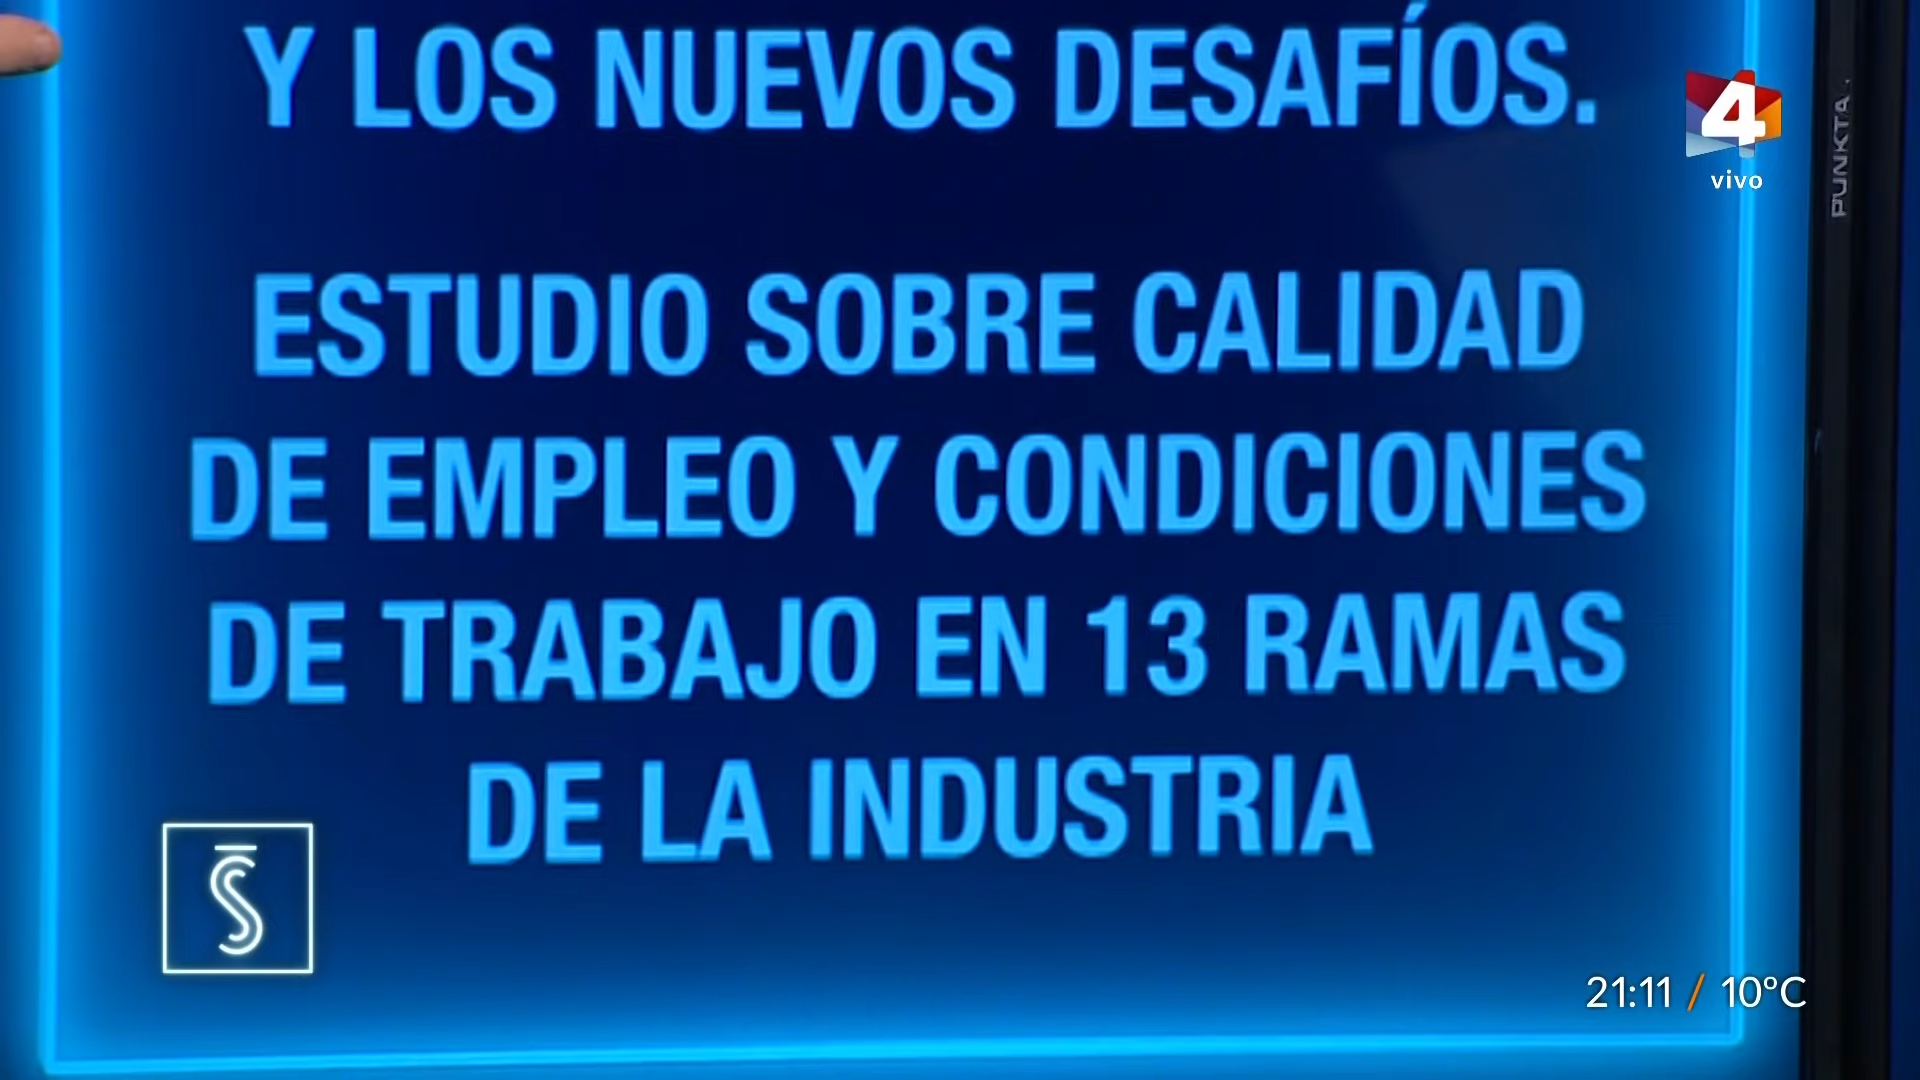 Y LOS NUEVOS DESAFÍOS.
4
vivo
PUNKTA.
ESTUDIO SOBRE CALIDAD
DE EMPLEO Y CONDICIONES
DE TRABAJO EN 13 RAMAS
DE LA INDUSTRIA
S
21:11 / 10°C